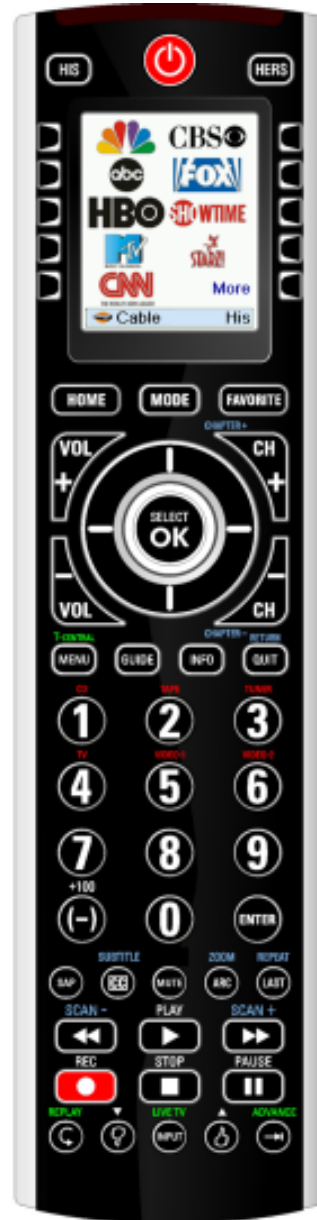 HIS HERS
CBS
abc FOX
HBO SHOWTIME
MTV STARZ!
CNN More
Cable His
HOME MODE FAVORITE
CHAPTER+
VOL CH
+ +
SELECT
OK
- -
VOL CH
T-CENTRAL CHAPTER- RETURN
MENU GUIDE INFO QUIT
CD TAPE TUNER
1 2 3
TV VIDEO-1 VIDEO-2
4 5 6
7 8 9
+100
(-) 0 ENTER
SUBTITLE ZOOM REPEAT
SAP CC MUTE ARC LAST
SCAN - PLAY SCAN +
REC STOP PAUSE
REPLAY LIVE TV ADVANCE
INPUT